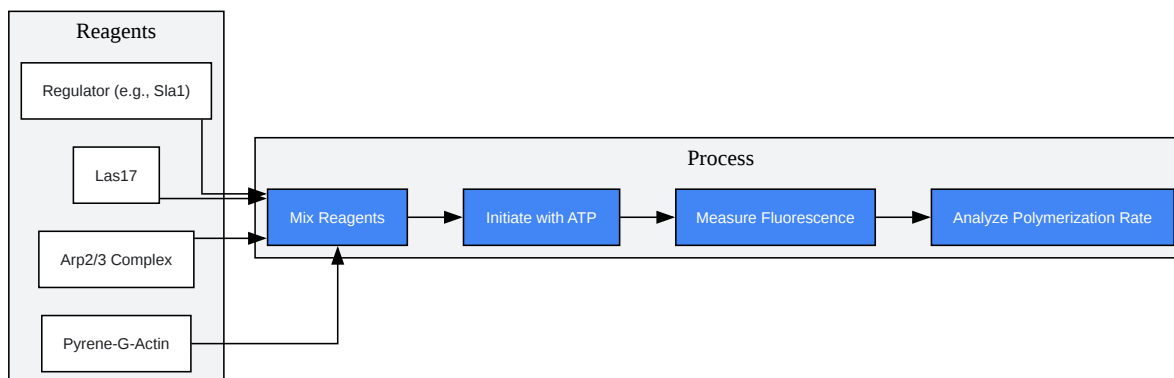 Reagents
Regulator (e.g., Sla1)
Las17
Arp2/3 Complex
Pyrene-G-Actin
Process
Mix Reagents
Initiate with ATP
Measure Fluorescence
Analyze Polymerization Rate